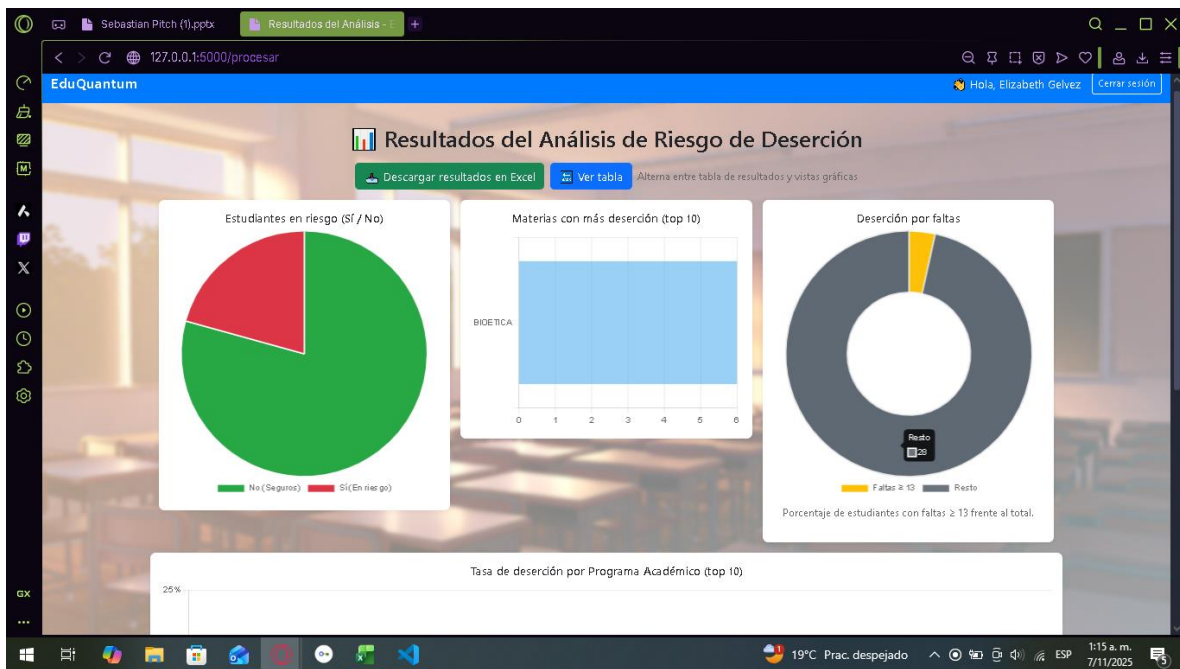 Sebastian Pitch (1).pptx
Resultados del Análisis - E
127.0.0.1:5000/procesar
EduQuantum
Hola, Elizabeth Gelvez
Cerrar sesión
Resultados del Análisis de Riesgo de Deserción
Descargar resultados en Excel
Ver tabla
Alterna entre tabla de resultados y vistas gráficas
Estudiantes en riesgo (SÍ / No)
No (Seguros)
Sí (En riesgo)
Materias con más deserción (top 10)
BIOETICA
0 1 2 3 4 5 6
Deserción por faltas
Resto
28
Faltas ≥ 13
Resto
Porcentaje de estudiantes con faltas ≥ 13 frente al total.
Tasa de deserción por Programa Académico (top 10)
25%
GX
19°C Prac. despejado
ESP
1:15 a. m.
7/11/2025
5